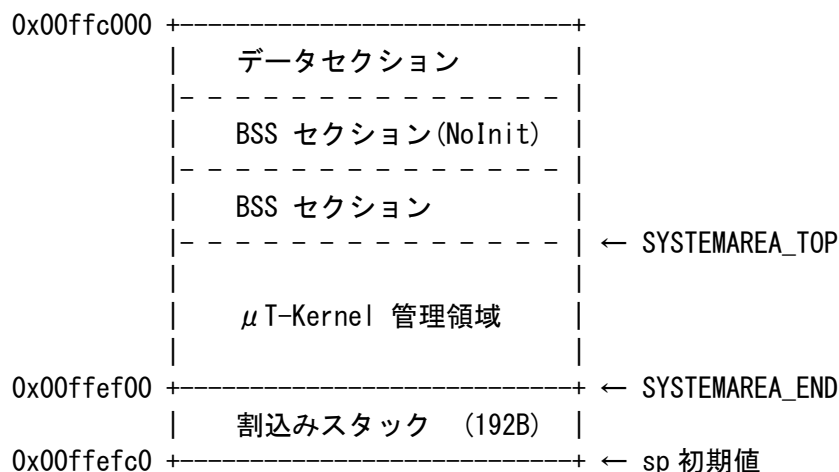 0x00ffc000 +-----------------------------+
| データセクション |
|- - - - - - - - - - - - - - |
| BSS セクション(NoInit) |
|- - - - - - - - - - - - - - |
| BSS セクション |
|- - - - - - - - - - - - - - | ← SYSTEMAREA_TOP
| |
| μT-Kernel 管理領域 |
| |
0x00ffef00 +-----------------------------+ ← SYSTEMAREA_END
| 割込みスタック (192B) |
0x00ffefc0 +-----------------------------+ ← sp 初期値